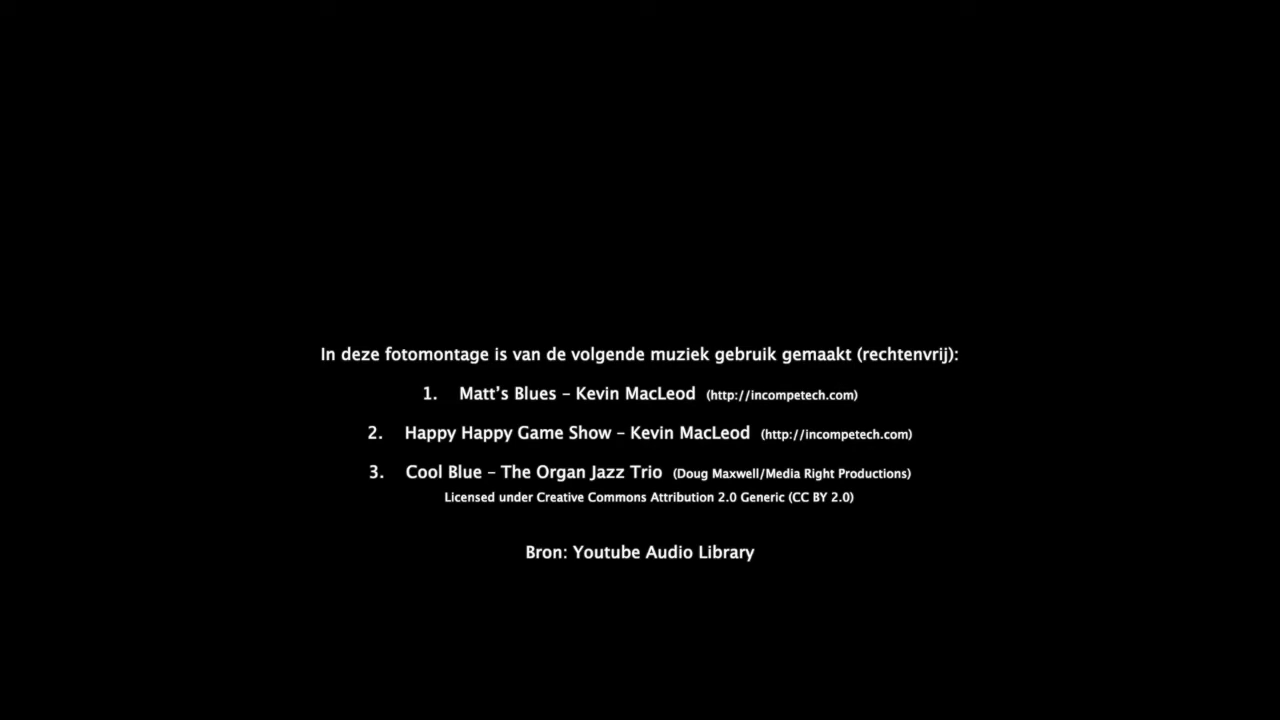 In deze fotomontage is van de volgende muziek gebruik gemaakt (rechtenvrij):
1. Matt's Blues – Kevin MacLeod (http://incompetech.com)
2. Happy Happy Game Show – Kevin MacLeod (http://incompetech.com)
3. Cool Blue – The Organ Jazz Trio (Doug Maxwell/Media Right Productions)
Licensed under Creative Commons Attribution 2.0 Generic (CC BY 2.0)
Bron: Youtube Audio Library